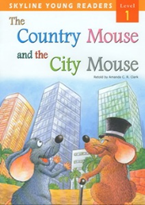 SKYLINE YOUNG READERS
Level
1
The
Country Mouse
and the
City Mouse